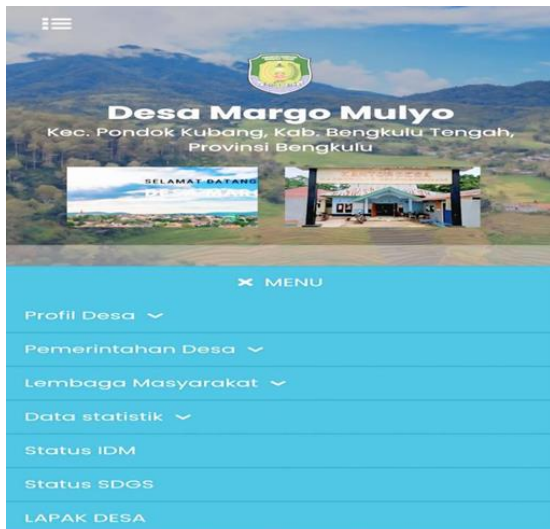 Desa Margo Mulyo
Kec. Pondok Kubang, Kab. Bengkulu Tengah,
Provinsi Bengkulu
SELAMAT DATANG
MENU
Profil Desa
Pemerintahan Desa
Lembaga Masyarakat
Data statistik
Status IDM
Status SDGS
LAPAK DESA